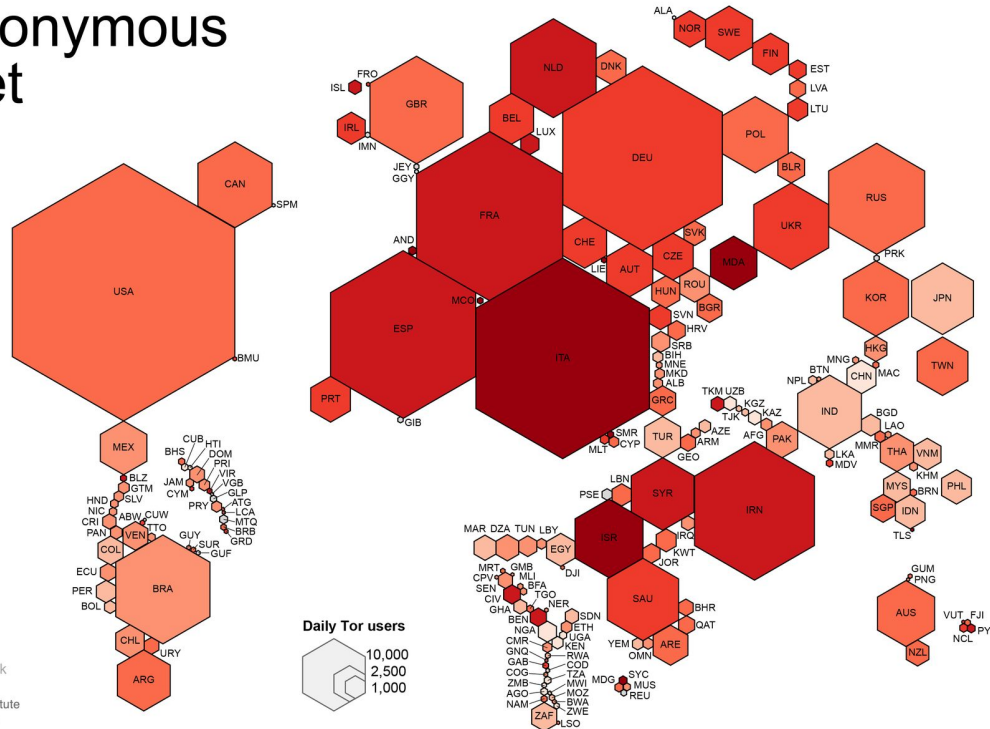 onymous
et
ALA
NOR
SWE
FIN
EST
LVA
LTU
NLD
DNK
FRO
ISL
GBR
IRL
IMN
BEL
LUX
DEU
POL
BLR
JEY
GGY
CAN
SPM
FRA
RUS
UKR
CHE
SVK
AND
LIE
AUT
CZE
MDA
PRK
HUN
ROU
BGR
KOR
JPN
USA
MCO
ESP
ITA
SVN
HRV
SRB
BIH
MNE
MKD
ALB
HKG
MAC
TWN
BMU
MNG
BTN
NPL
CHN
PRT
GIB
GRC
TKM
UZB
TJK
KGZ
KAZ
IND
BGD
LAO
MMR
SMR
MLT
CYP
TUR
AZE
ARM
GEO
AFG
PAK
LKA
MDV
THA
VNM
KHM
MEX
CUB
HTI
BHS
DOM
PRI
VIR
VGB
GLP
ATG
LCA
MTQ
BRB
GRD
JAM
CYM
PRY
BLZ
GTM
SLV
HND
NIC
CRI
PAN
ABW
CUW
TTO
VEN
COL
GUY
SUR
GUF
ECU
PER
BOL
BRA
CHL
URY
ARG
LBN
PSE
SYR
IRN
MYS
BRN
PHL
SGP
IDN
TLS
ISR
IRQ
KWT
JOR
MAR
DZA
TUN
LBY
EGY
DJI
SAU
BHR
QAT
YEM
OMN
ARE
MRT
GMB
CPV
MLI
SEN
BFA
CIV
TGO
GHA
NER
BEN
SDN
NGA
ETH
UGA
CMR
KEN
GNQ
RWA
GAB
COD
COG
TZA
ZMB
MWI
AGO
MOZ
NAM
BWA
ZWE
ZAF
LSO
MDG
SYC
MUS
REU
GUM
PNG
AUS
NZL
VUT
FJI
NCL
PY
Daily Tor users
10,000
2,500
1,000
k
tute